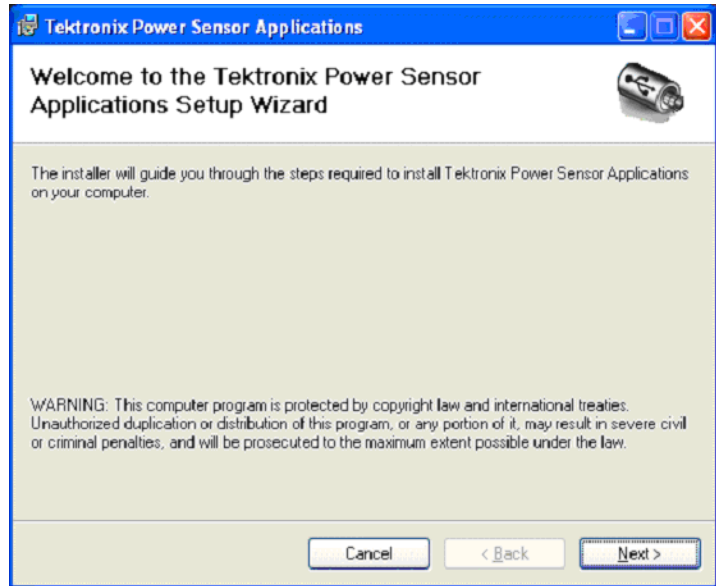 Tektronix Power Sensor Applications
Welcome to the Tektronix Power Sensor
Applications Setup Wizard
The installer will guide you through the steps required to install Tektronix Power Sensor Applications
on your computer.
WARNING: This computer program is protected by copyright law and international treaties.
Unauthorized duplication or distribution of this program, or any portion of it, may result in severe civil
or criminal penalties, and will be prosecuted to the maximum extent possible under the law.
Cancel < Back Next >